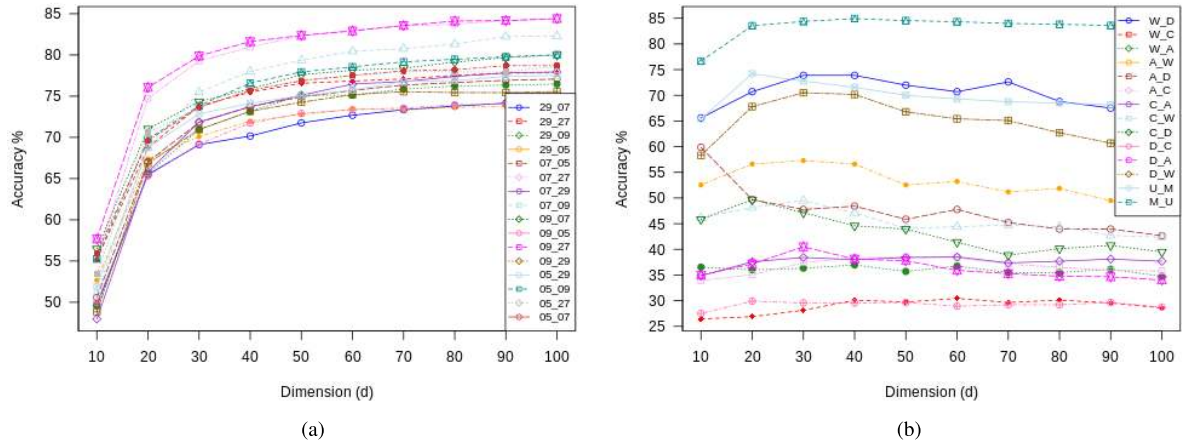 Accuracy %
85
80
75
70
65
60
55
50
10 20 30 40 50 60 70 80 90 100
Dimension (d)
29_07
29_27
29_09
29_05
07_05
07_27
07_29
07_09
09_07
09_05
09_27
09_29
05_29
05_09
05_27
05_07
(a)
Accuracy %
85
80
75
70
65
60
55
50
45
40
35
30
25
10 20 30 40 50 60 70 80 90 100
Dimension (d)
W_D
W_C
W_A
A_W
A_D
A_C
C_A
C_W
C_D
D_C
D_A
D_W
U_M
M_U
(b)